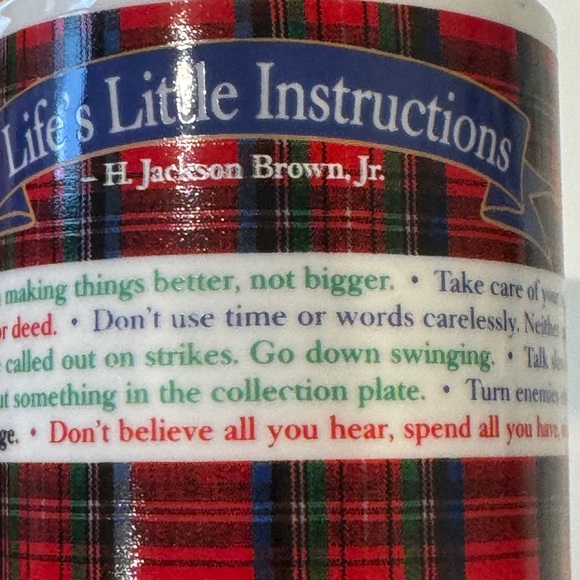 Life's Little Instructions
– H. Jackson Brown, Jr.
making things better, not bigger. • Take care of your
or deed. • Don't use time or words carelessly. Neither
called out on strikes. Go down swinging. • Talk
something in the collection plate. • Turn enemies
• Don't believe all you hear, spend all you have,